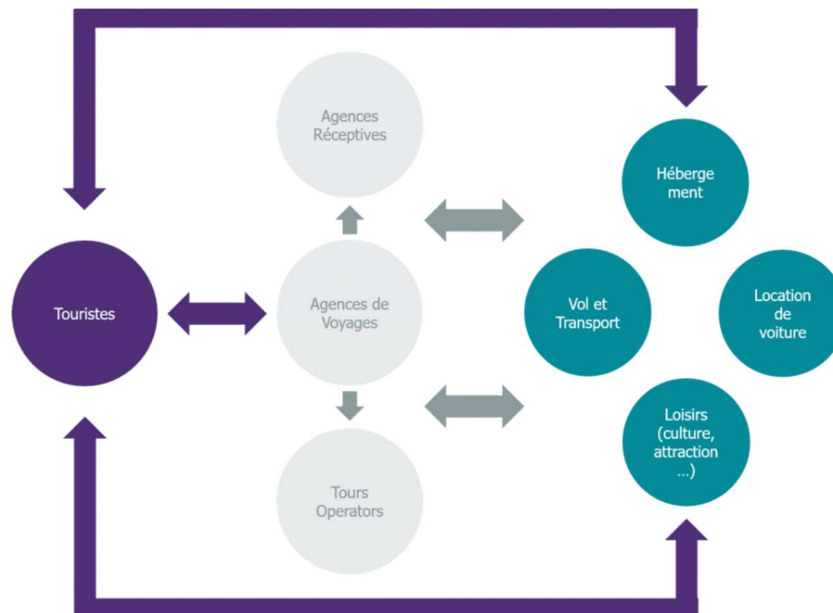 Agences
Réceptives
Héberge
ment
Touristes
Agences de
Voyages
Vol et
Transport
Location
de
voiture
Loisirs
(culture,
attraction
…)
Tours
Operators